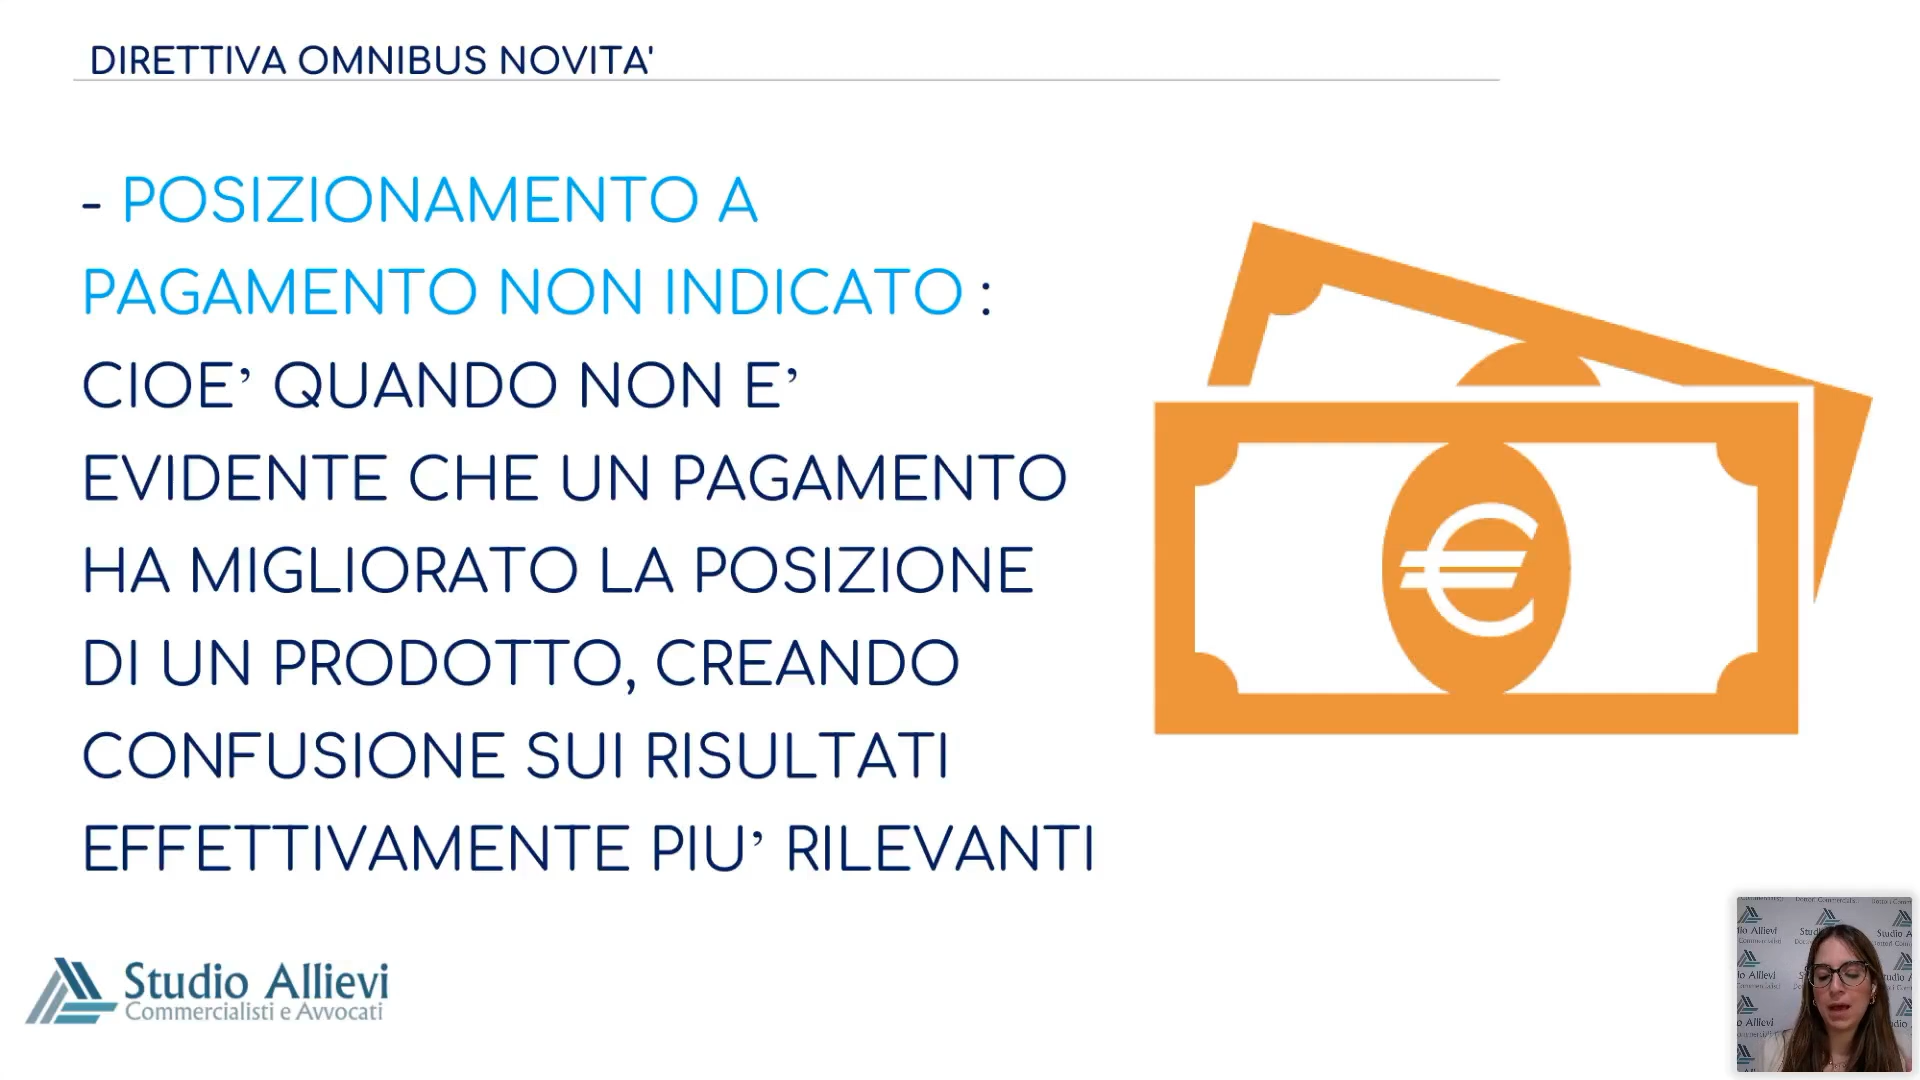 DIRETTIVA OMNIBUS NOVITA'
- POSIZIONAMENTO A
PAGAMENTO NON INDICATO :
CIOE’ QUANDO NON E’
EVIDENTE CHE UN PAGAMENTO
HA MIGLIORATO LA POSIZIONE
DI UN PRODOTTO, CREANDO
CONFUSIONE SUI RISULTATI
EFFETTIVAMENTE PIU’ RILEVANTI
€
Studio Allievi
Commercialisti e Avvocati